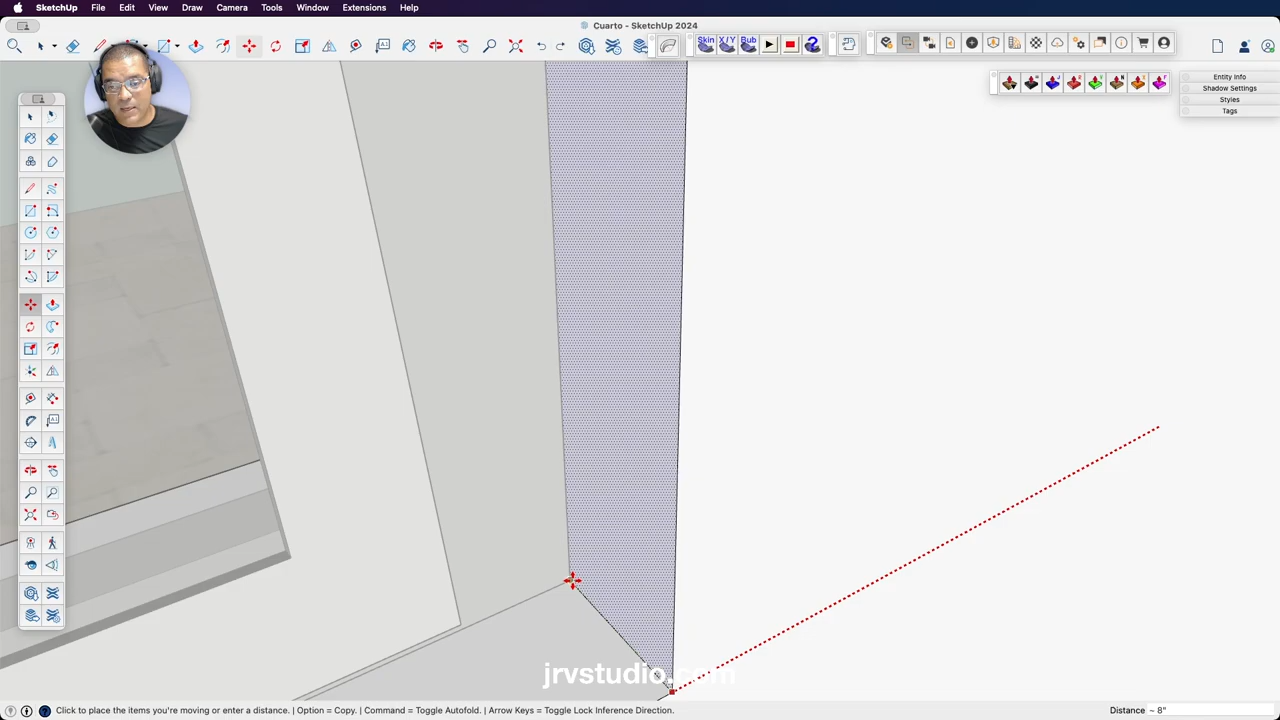 SketchUp File Edit View Camera Draw Tools Window Extensions Help
Cuarto - SketchUp 2024
Skin X/Y Bub
Entity Info
Shadow Settings
Styles
Tags
jrvstudio.com
Click to place the items you're moving or enter a distance. | Option = Copy. | Command = Toggle Autofold. | Arrow Keys = Toggle Lock Inference Direction.
Distance ~ 8"